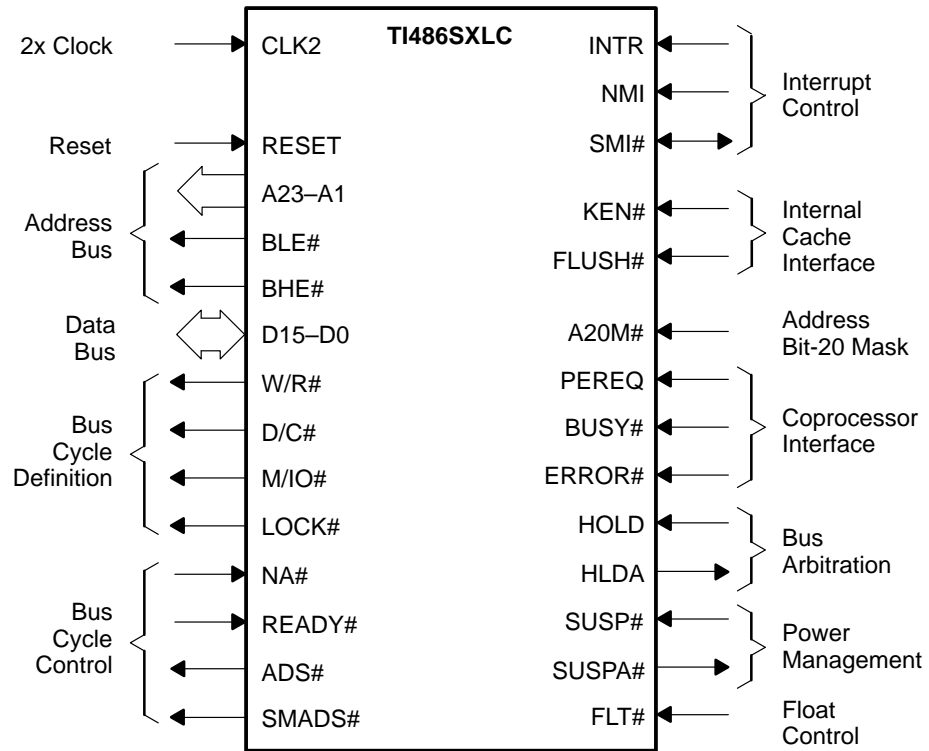 TI486SXLC
2x Clock
CLK2
Reset
RESET
Address
Bus
A23–A1
BLE#
BHE#
Data
Bus
D15–D0
Bus
Cycle
Definition
W/R#
D/C#
M/IO#
LOCK#
Bus
Cycle
Control
NA#
READY#
ADS#
SMADS#
INTR
NMI
SMI#
Interrupt
Control
KEN#
FLUSH#
Internal
Cache
Interface
A20M#
Address
Bit-20 Mask
PEREQ
BUSY#
ERROR#
Coprocessor
Interface
HOLD
HLDA
Bus
Arbitration
SUSP#
SUSPA#
Power
Management
FLT#
Float
Control